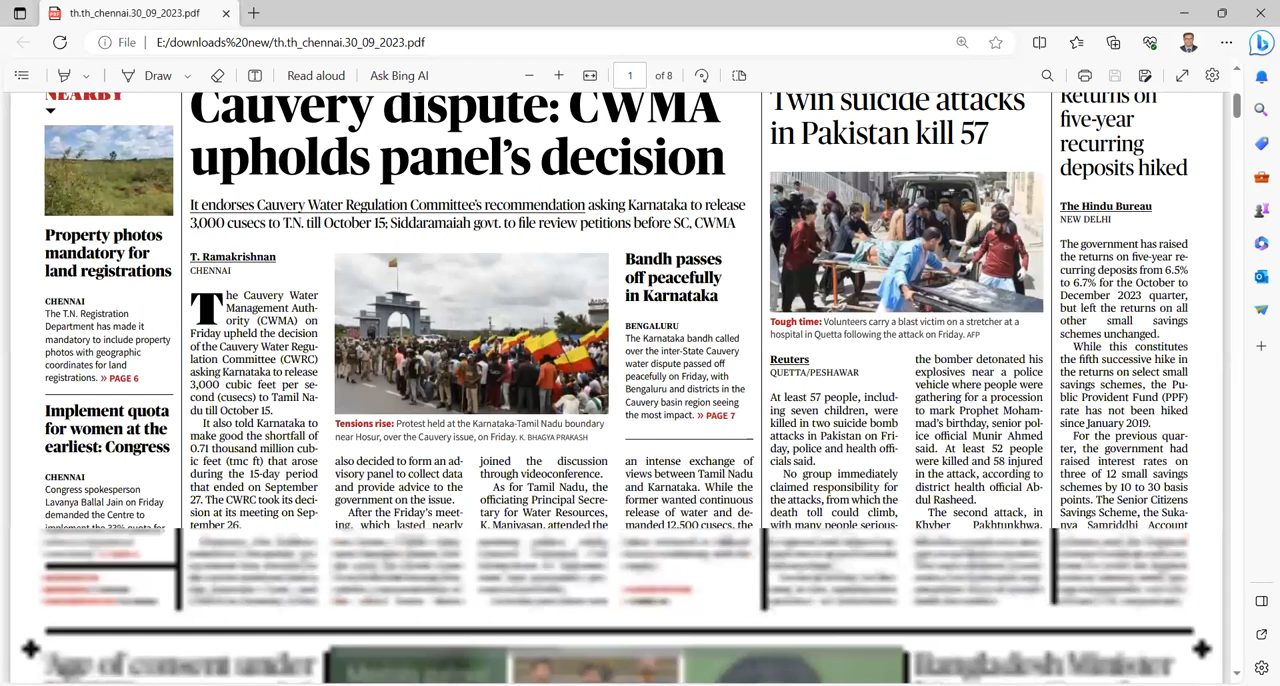 th.th_chennai.30_09_2023.pdf
File
E:/downloads%20new/th.th_chennai.30_09_2023.pdf
Draw
Read aloud
Ask Bing AI
1
of 8
NEARBY
Property photos
mandatory for
land registrations
CHENNAI
The T.N. Registration
Department has made it
mandatory to include property
photos with geographic
coordinates for land
registrations. » PAGE 6
Implement quota
for women at the
earliest: Congress
CHENNAI
Congress spokesperson
Lavanya Ballal Jain on Friday
demanded the Centre to
implement the 33% quota for
Cauvery dispute: CWMA
upholds panel's decision
It endorses Cauvery Water Regulation Committee's recommendation asking Karnataka to release
3,000 cusecs to T.N. till October 15; Siddaramaiah govt. to file review petitions before SC, CWMA
T. Ramakrishnan
CHENNAI
The Cauvery Water
Management Auth-
ority (CWMA) on
Friday upheld the decision
of the Cauvery Water Regu-
lation Committee (CWRC)
asking Karnataka to release
3,000 cubic feet per se-
cond (cusecs) to Tamil Na-
du till October 15.
It also told Karnataka to
make good the shortfall of
0.71 thousand million cub-
ic feet (tmc ft) that arose
during the 15-day period
that ended on September
27. The CWRC took its deci-
sion at its meeting on Sep-
tember 26.
Tensions rise: Protest held at the Karnataka-Tamil Nadu boundary
near Hosur, over the Cauvery issue, on Friday. K. BHAGYA PRAKASH
also decided to form an ad-
visory panel to collect data
and provide advice to the
government on the issue.
After the Friday's meet-
ing, which lasted nearly
joined the discussion
through videoconference.
As for Tamil Nadu, the
officiating Principal Secre-
tary for Water Resources,
K. Manivasan, attended the
Bandh passes
off peacefully
in Karnataka
BENGALURU
The Karnataka bandh called
over the inter-State Cauvery
water dispute passed off
peacefully on Friday, with
Bengaluru and districts in the
Cauvery basin region seeing
the most impact. » PAGE 7
an intense exchange of
views between Tamil Nadu
and Karnataka. While the
former wanted continuous
release of water and de-
manded 12,500 cusecs, the
Twin suicide attacks
in Pakistan kill 57
Tough time: Volunteers carry a blast victim on a stretcher at a
hospital in Quetta following the attack on Friday. AFP
Reuters
QUETTA/PESHAWAR
At least 57 people, includ-
ing seven children, were
killed in two suicide bomb
attacks in Pakistan on Fri-
day, police and health offi-
cials said.
No group immediately
claimed responsibility for
the attacks, from which the
death toll could climb,
with many people serious-
the bomber detonated his
explosives near a police
vehicle where people were
gathering for a procession
to mark Prophet Moham-
mad's birthday, senior pol-
ice official Munir Ahmed
said. At least 52 people
were killed and 58 injured
in the attack, according to
district health official Ab-
dul Rasheed.
The second attack, in
Khyber Pakhtunkhwa,
Returns on
five-year
recurring
deposits hiked
The Hindu Bureau
NEW DELHI
The government has raised
the returns on five-year re-
curring deposits from 6.5%
to 6.7% for the October to
December 2023 quarter,
but left the returns on all
other small savings
schemes unchanged.
While this constitutes
the fifth successive hike in
the returns on select small
savings schemes, the Pu-
blic Provident Fund (PPF)
rate has not been hiked
since January 2019.
For the previous quar-
ter, the government had
raised interest rates on
three of 12 small savings
schemes by 10 to 30 basis
points. The Senior Citizens
Savings Scheme, the Suka-
nya Samriddhi Account
Age of consent under
Bangladesh Minister